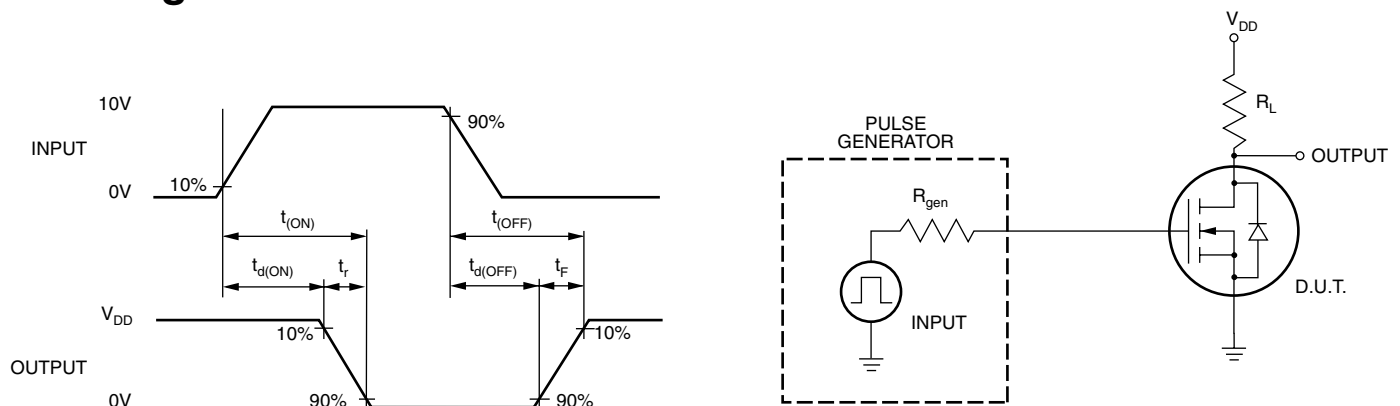 10V
INPUT
0V
10%
90%
t(ON)
t(OFF)
td(ON)
tr
td(OFF)
tF
VDD
OUTPUT
0V
10%
90%
90%
10%
PULSE
GENERATOR
Rgen
INPUT
VDD
RL
OUTPUT
D.U.T.